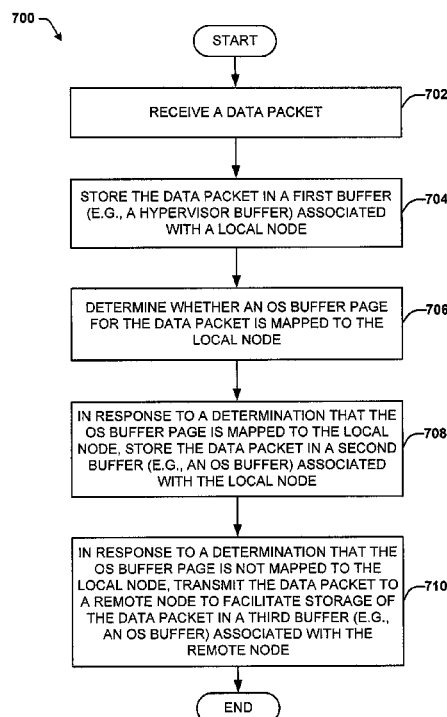 700
START
702
RECEIVE A DATA PACKET
704
STORE THE DATA PACKET IN A FIRST BUFFER
(E.G., A HYPERVISOR BUFFER) ASSOCIATED
WITH A LOCAL NODE
706
DETERMINE WHETHER AN OS BUFFER PAGE
FOR THE DATA PACKET IS MAPPED TO THE
LOCAL NODE
708
IN RESPONSE TO A DETERMINATION THAT THE
OS BUFFER PAGE IS MAPPED TO THE LOCAL
NODE, STORE THE DATA PACKET IN A SECOND
BUFFER (E.G., AN OS BUFFER) ASSOCIATED
WITH THE LOCAL NODE
710
IN RESPONSE TO A DETERMINATION THAT THE
OS BUFFER PAGE IS NOT MAPPED TO THE
LOCAL NODE, TRANSMIT THE DATA PACKET TO
A REMOTE NODE TO FACILITATE STORAGE OF
THE DATA PACKET IN A THIRD BUFFER (E.G.,
AN OS BUFFER) ASSOCIATED WITH THE
REMOTE NODE
END